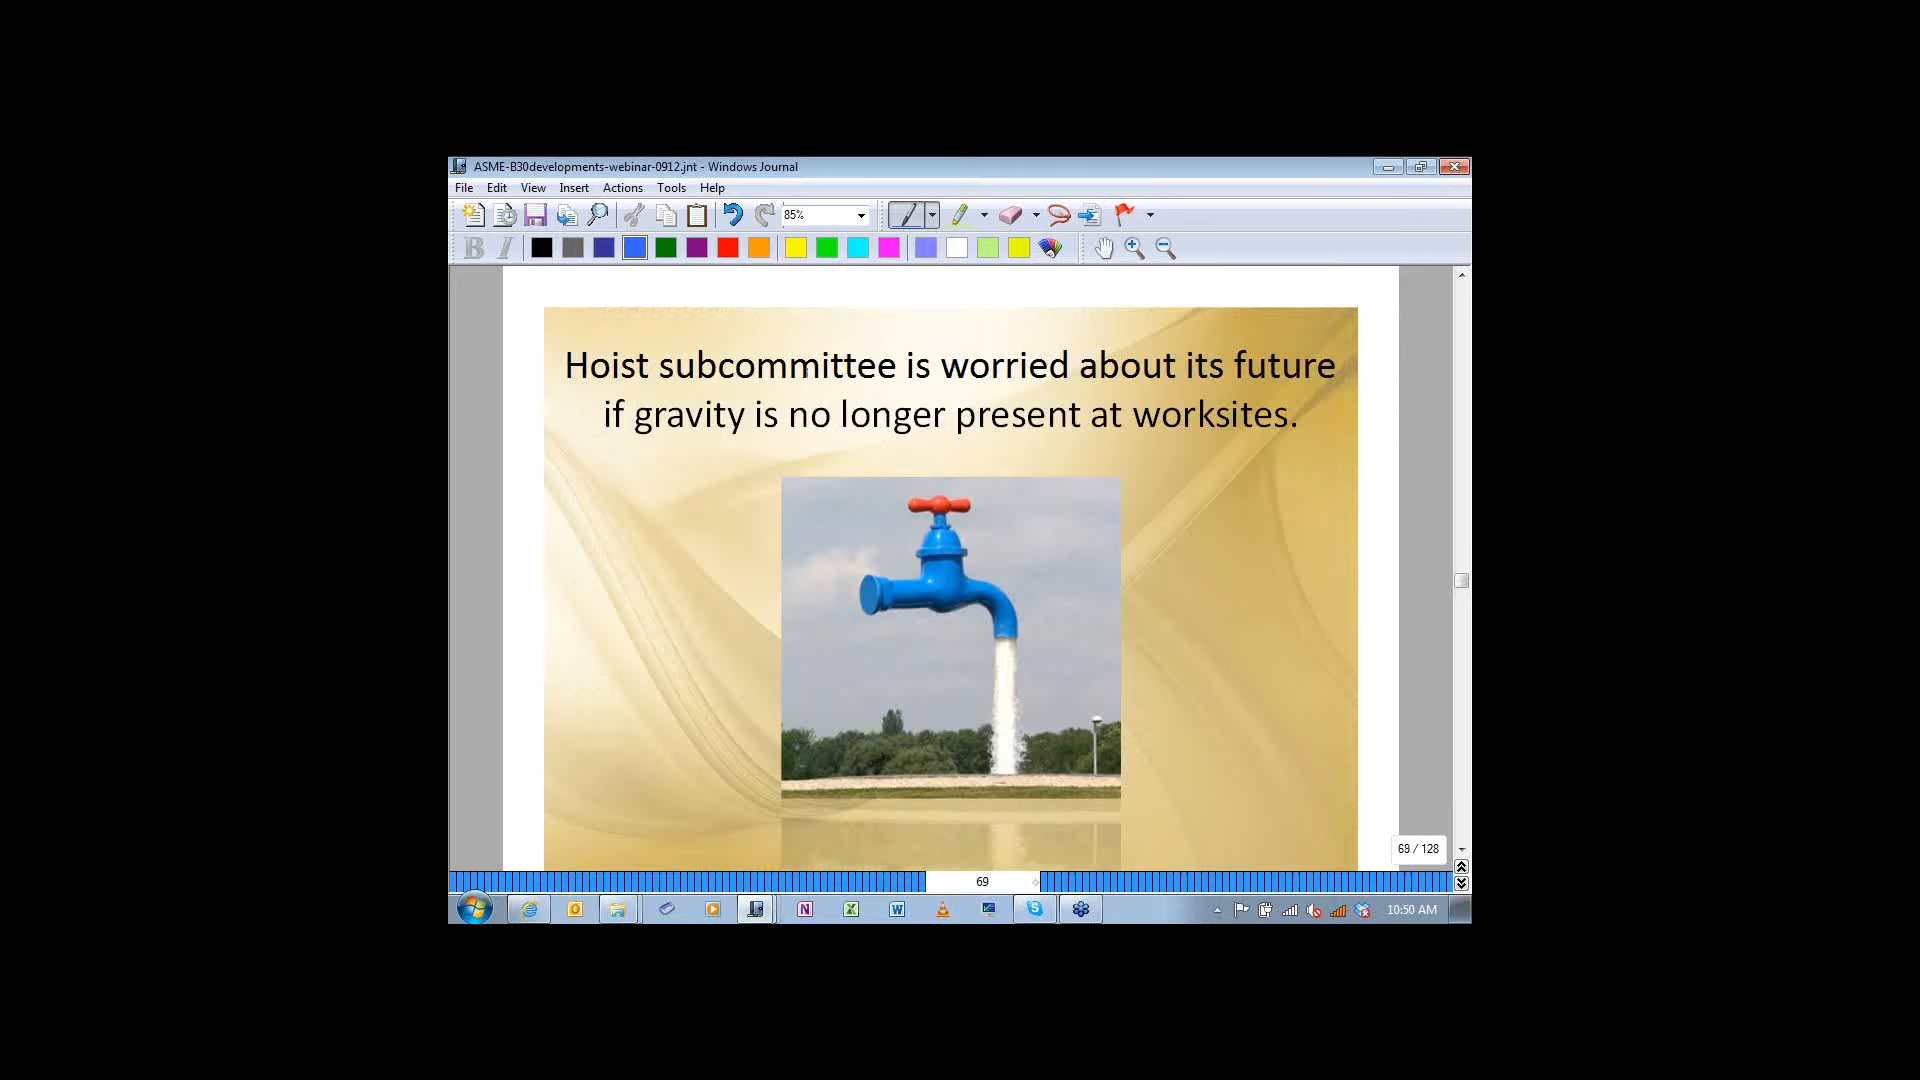 ASME-B30developments-webinar-0912.jnt - Windows Journal
File Edit View Insert Actions Tools Help
85%
B I
Hoist subcommittee is worried about its future
if gravity is no longer present at worksites.
69 / 128
69
10:50 AM